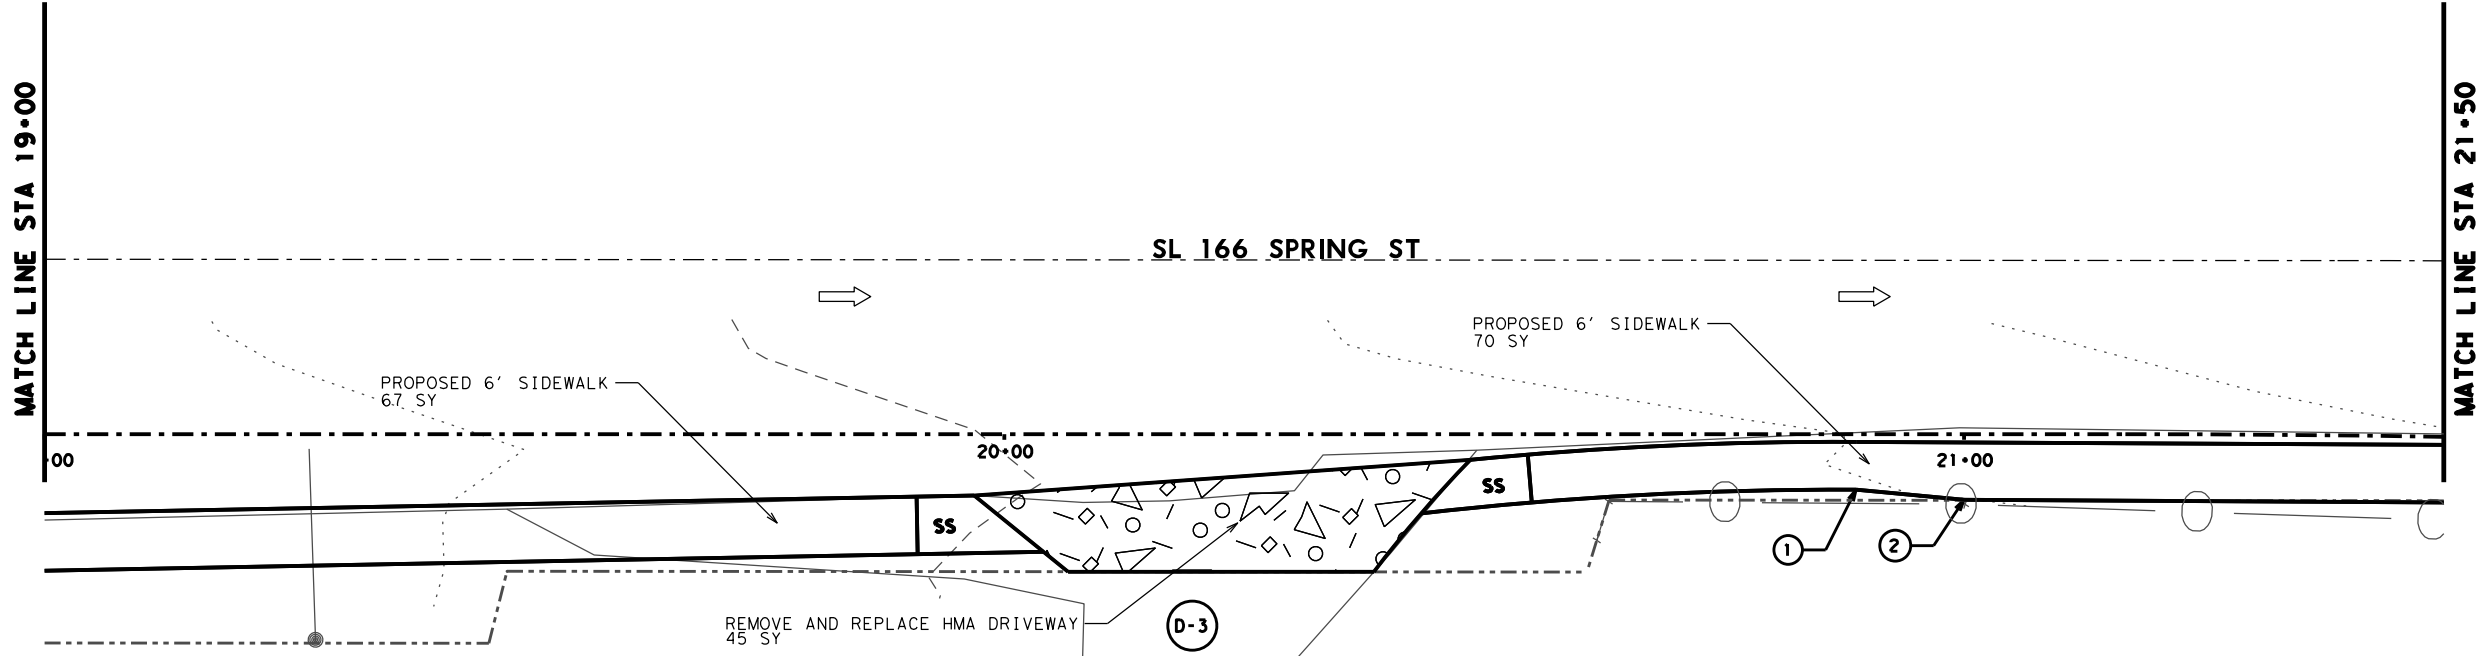 MATCH LINE STA 19+00
MATCH LINE STA 21+50
SL 166 SPRING ST
PROPOSED 6' SIDEWALK
70 SY
PROPOSED 6' SIDEWALK
67 SY
+00
20+00
21+00
SS
SS
1
2
REMOVE AND REPLACE HMA DRIVEWAY
45 SY
D-3